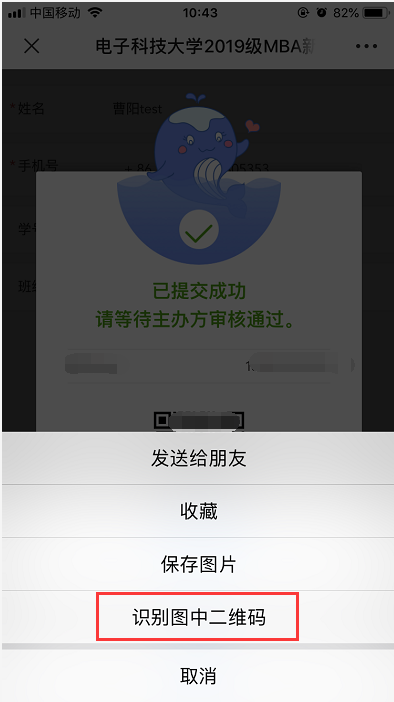 中国移动 10:43 82%
电子科技大学2019级MBA新
*姓名 曹阳test
*手机号
已提交成功
请等待主办方审核通过。
发送给朋友
收藏
保存图片
识别图中二维码
取消